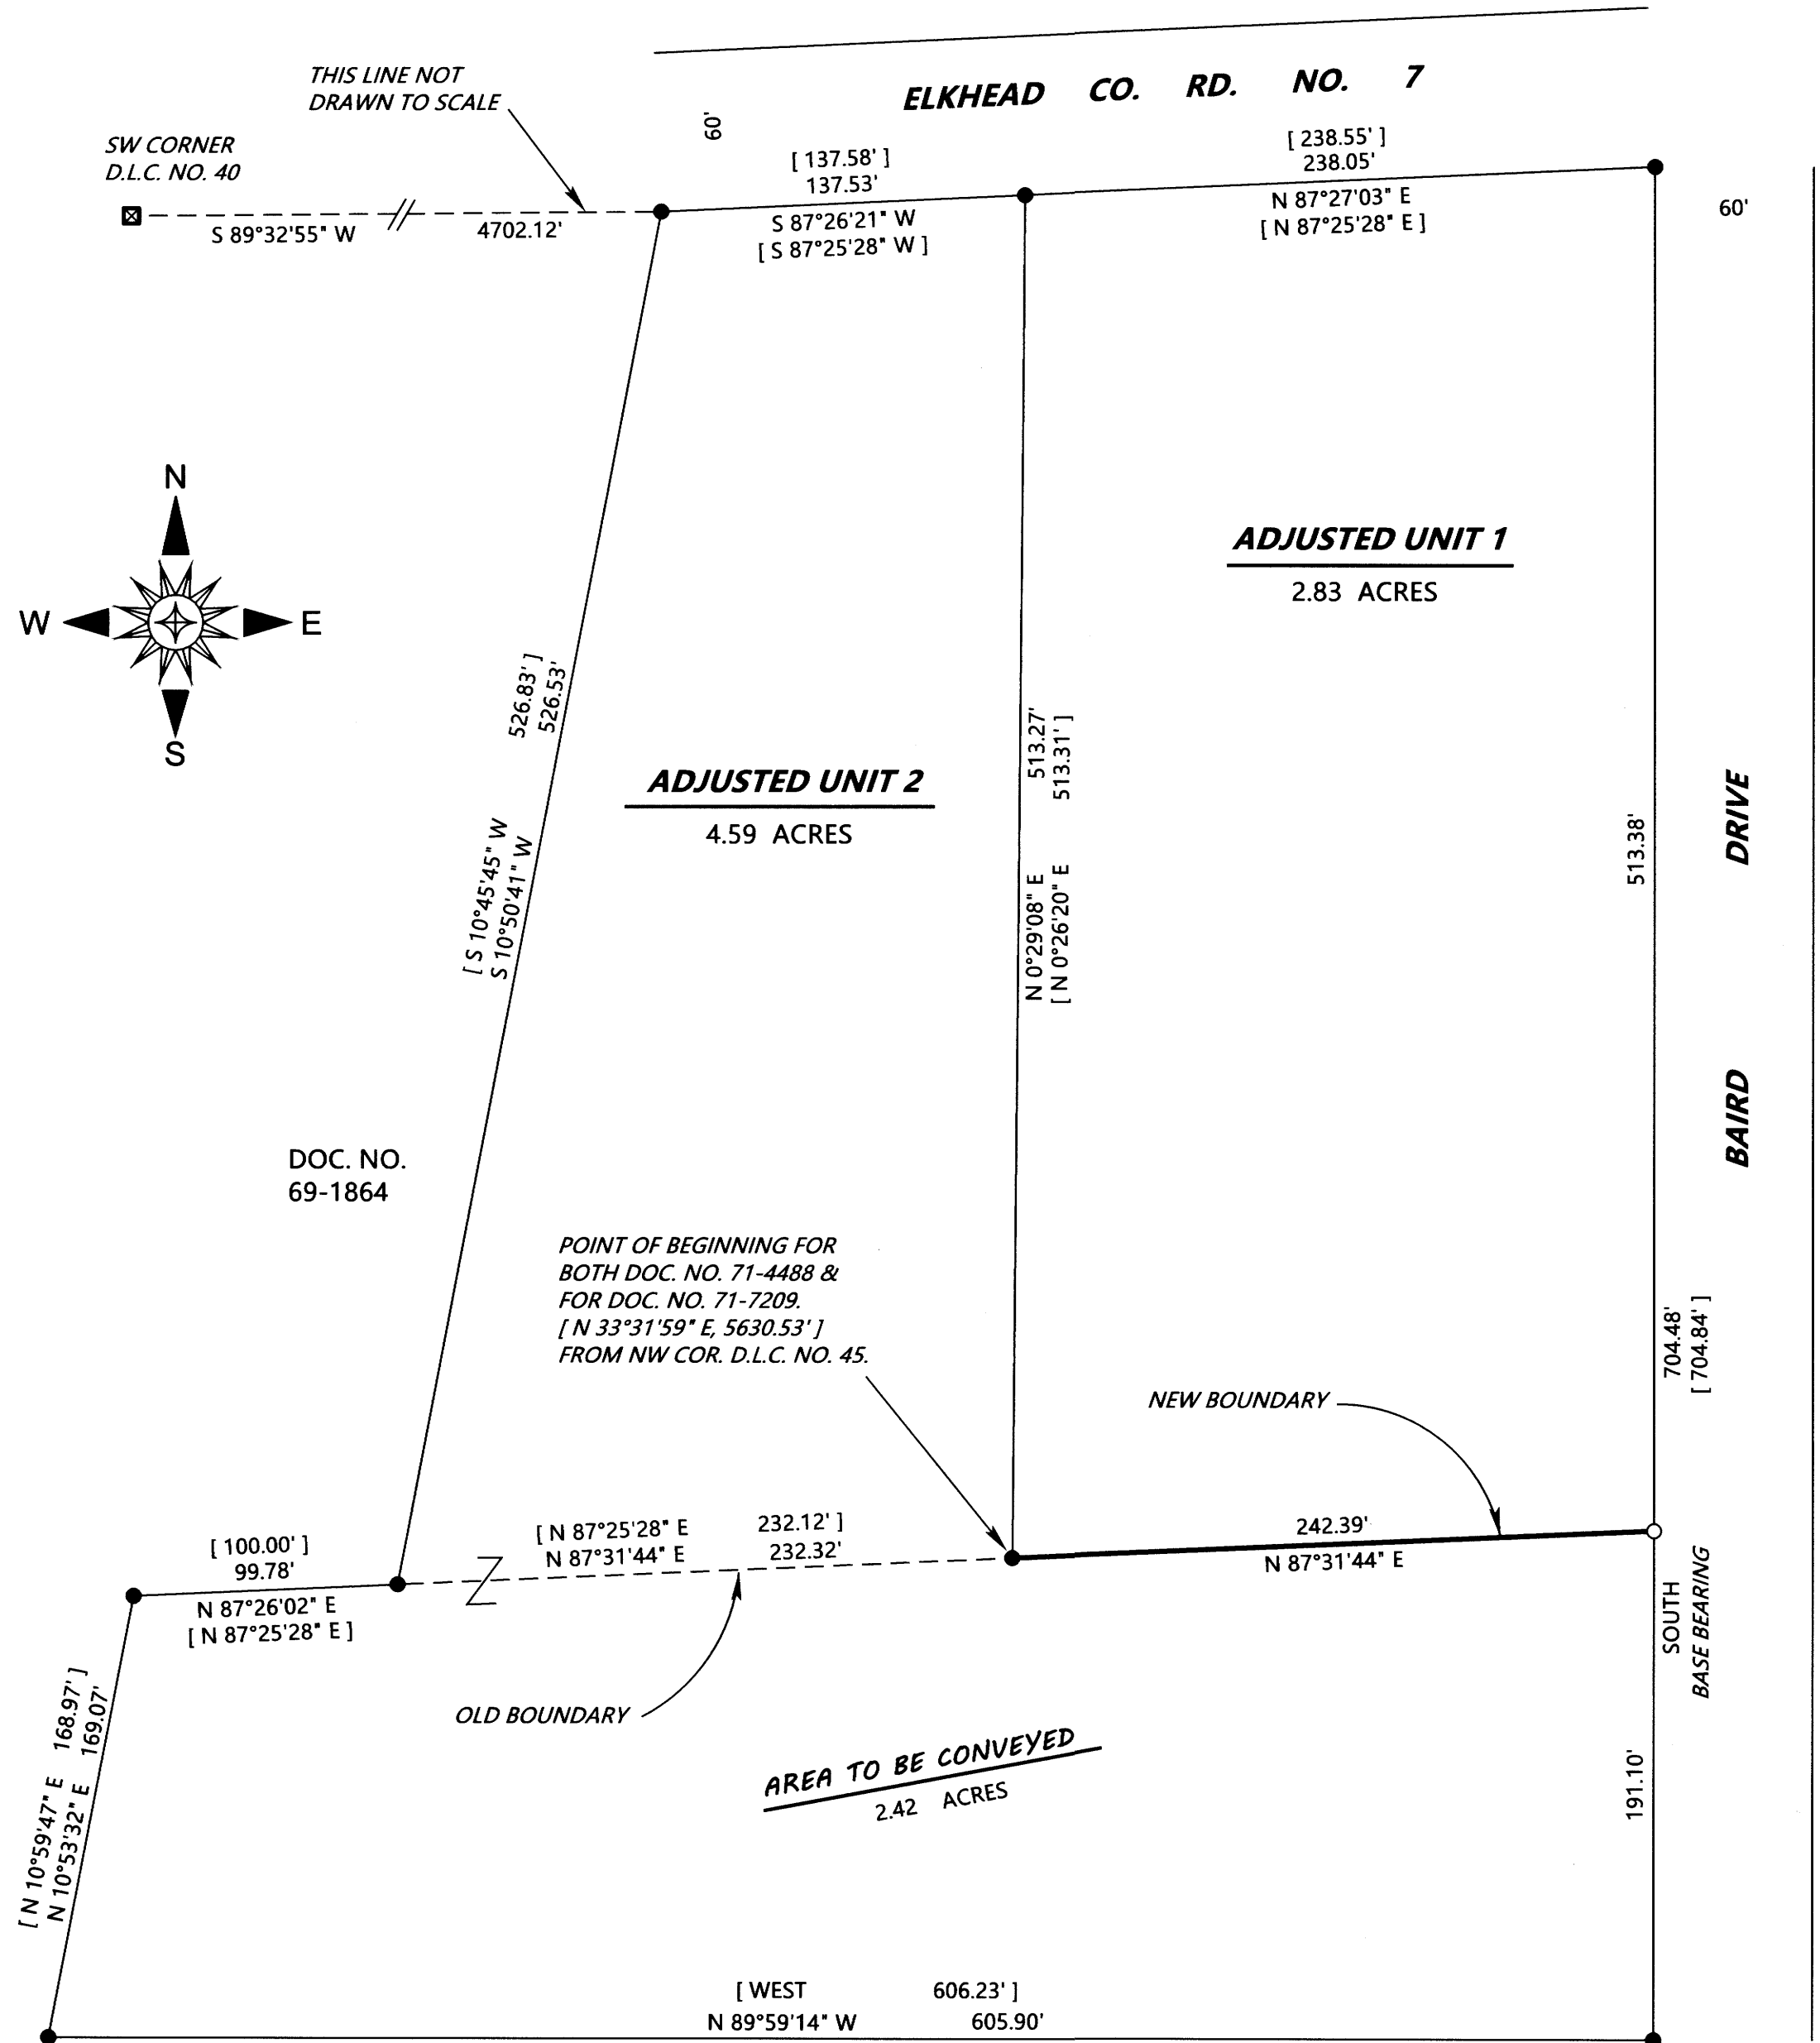 ELKHEAD CO. RD. NO. 7
THIS LINE NOT
DRAWN TO SCALE
60'
SW CORNER
D.L.C. NO. 40
S 89°32'55" W
4702.12'
[ 137.58' ]
137.53'
S 87°26'21" W
[ S 87°25'28" W ]
[ 238.55' ]
238.05'
N 87°27'03" E
[ N 87°25'28" E ]
60'
N
W
E
S
ADJUSTED UNIT 1
2.83 ACRES
526.83' ]
526.53'
[ S 10°45'45" W
S 10°50'41" W
ADJUSTED UNIT 2
4.59 ACRES
513.27'
513.31' ]
N 0°29'08" E
[ N 0°26'20" E
513.38'
BAIRD DRIVE
DOC. NO.
69-1864
POINT OF BEGINNING FOR
BOTH DOC. NO. 71-4488 &
FOR DOC. NO. 71-7209.
[ N 33°31'59" E, 5630.53' ]
FROM NW COR. D.L.C. NO. 45.
704.48'
[ 704.84' ]
NEW BOUNDARY
242.39'
N 87°31'44" E
[ N 87°25'28" E 232.12' ]
N 87°31'44" E 232.32'
[ 100.00' ]
99.78'
N 87°26'02" E
[ N 87°25'28" E ]
Z
SOUTH
BASE BEARING
OLD BOUNDARY
[ N 10°59'47" E 168.97' ]
N 10°53'32" E 169.07'
AREA TO BE CONVEYED
2.42 ACRES
191.10'
[ WEST 606.23' ]
N 89°59'14" W 605.90'